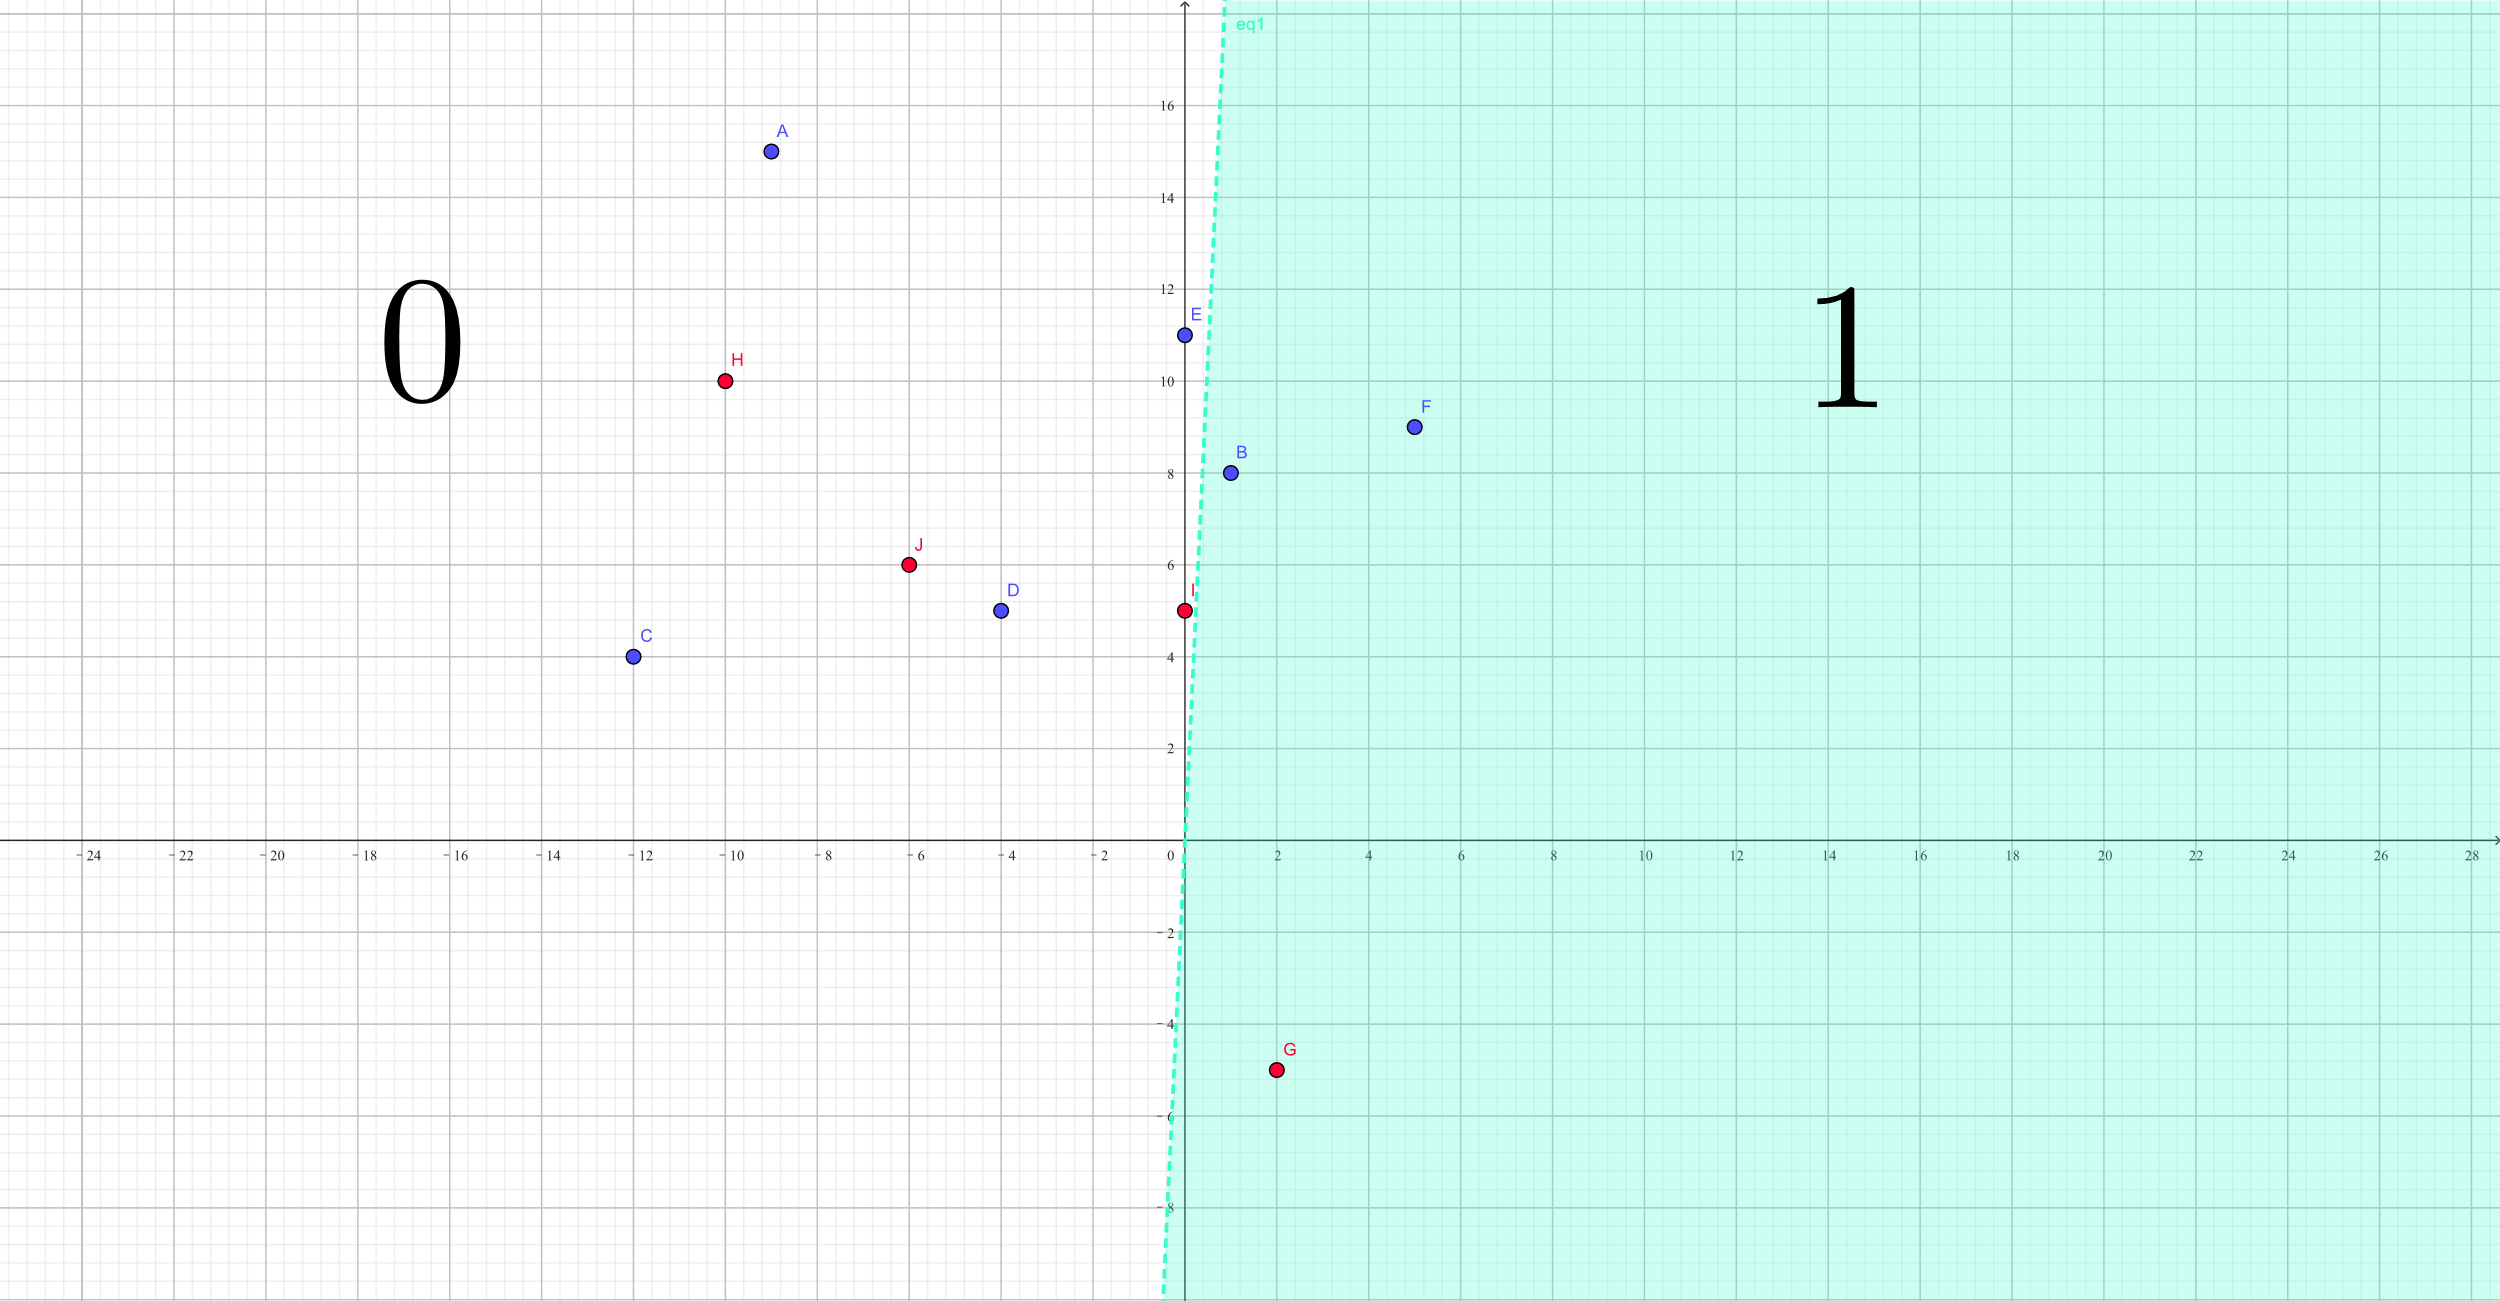 eq1
16
A
14
12
E
0
1
H
10
F
B
8
J
6
D
I
C
4
2
– 24 – 22 – 20 – 18 – 16 – 14 – 12 – 10 – 8 – 6 – 4 – 2 0 2 4 6 8 10 12 14 16 18 20 22 24 26 28
– 2
– 4
G
– 6
– 8